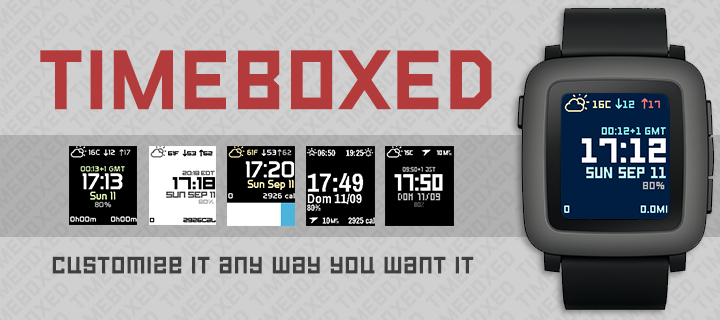 TIMEBOXED
16C ↓12 ↑17
00:13+1 GMT
17:13
Sun 11
80%
0h00m 0h00m
61F ↓53 ↑62
20:18 EDT
17:18
SUN SEP 11
80%
0 2926CAL
61F ↓53 ↑62
17:20
Sun Sep 11
0 2926 cal
06:50 19:25
17:49
Dom 11/09
80%
10 2925 cal
15C 10
09:50+1 JST
17:50
DOM 11/09
80%
16C ↓12 ↑17
00:12+1 GMT
17:12
SUN SEP 11
80%
0 0.0MI
CUSTOMIZE IT ANY WAY YOU WANT IT